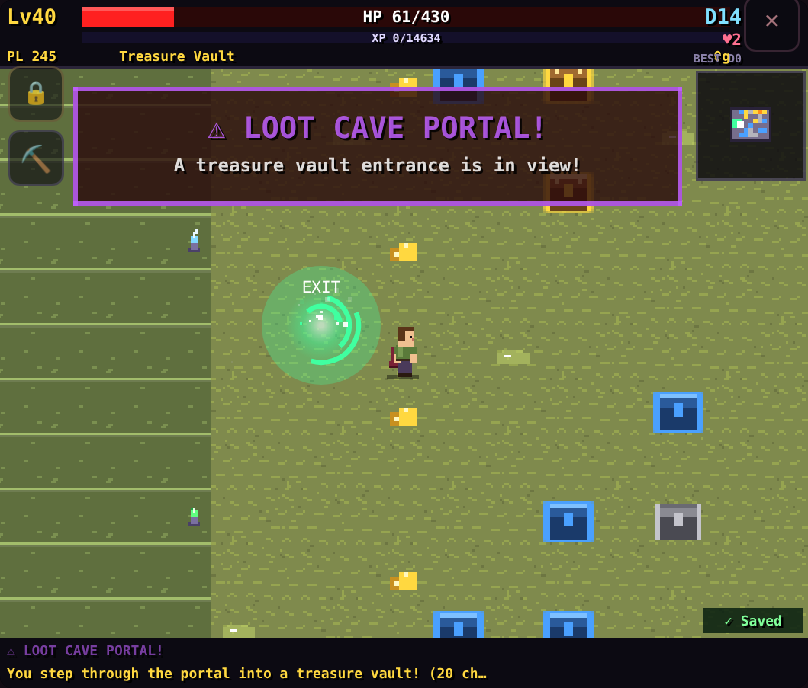 Lv40
HP 61/430
D14
XP 0/14634
♥2
PL 245
Treasure Vault
⚠ LOOT CAVE PORTAL!
A treasure vault entrance is in view!
EXIT
✓ Saved
⚠ LOOT CAVE PORTAL!
You step through the portal into a treasure vault! (20 ch…